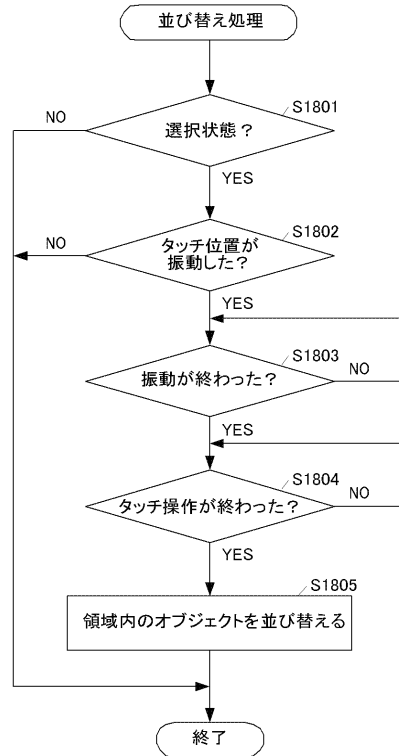 並び替え処理
S1801
NO
選択状態？
YES
S1802
NO
タッチ位置が
振動した？
YES
S1803
振動が終わった？
NO
YES
S1804
タッチ操作が終わった？
NO
YES
S1805
領域内のオブジェクトを並び替える
終了